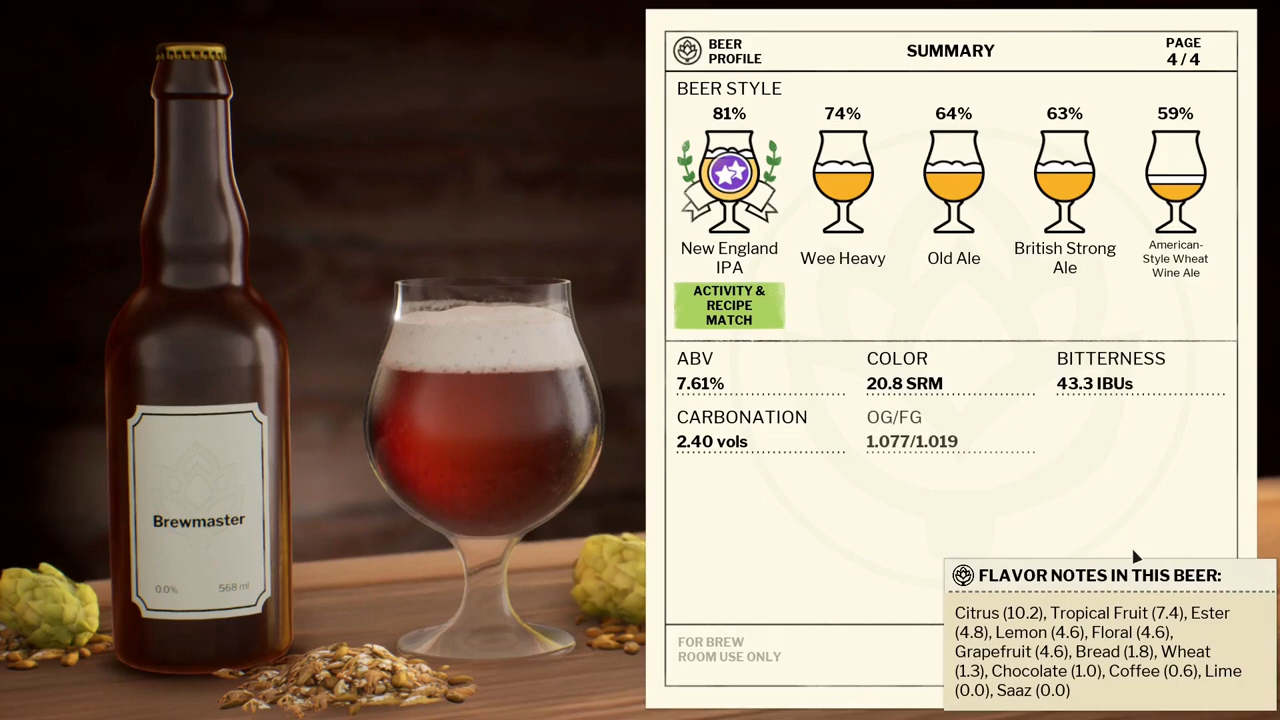 BEER
PROFILE
SUMMARY
PAGE
4 / 4
BEER STYLE
81%
74%
64%
63%
59%
New England
IPA
Wee Heavy
Old Ale
British Strong
Ale
American-
Style Wheat
Wine Ale
ACTIVITY &
RECIPE
MATCH
ABV
7.61%
COLOR
20.8 SRM
BITTERNESS
43.3 IBUs
CARBONATION
2.40 vols
OG/FG
1.077/1.019
FOR BREW
ROOM USE ONLY
FLAVOR NOTES IN THIS BEER:
Citrus (10.2), Tropical Fruit (7.4), Ester
(4.8), Lemon (4.6), Floral (4.6),
Grapefruit (4.6), Bread (1.8), Wheat
(1.3), Chocolate (1.0), Coffee (0.6), Lime
(0.0), Saaz (0.0)
Brewmaster
0.0%
568 ml